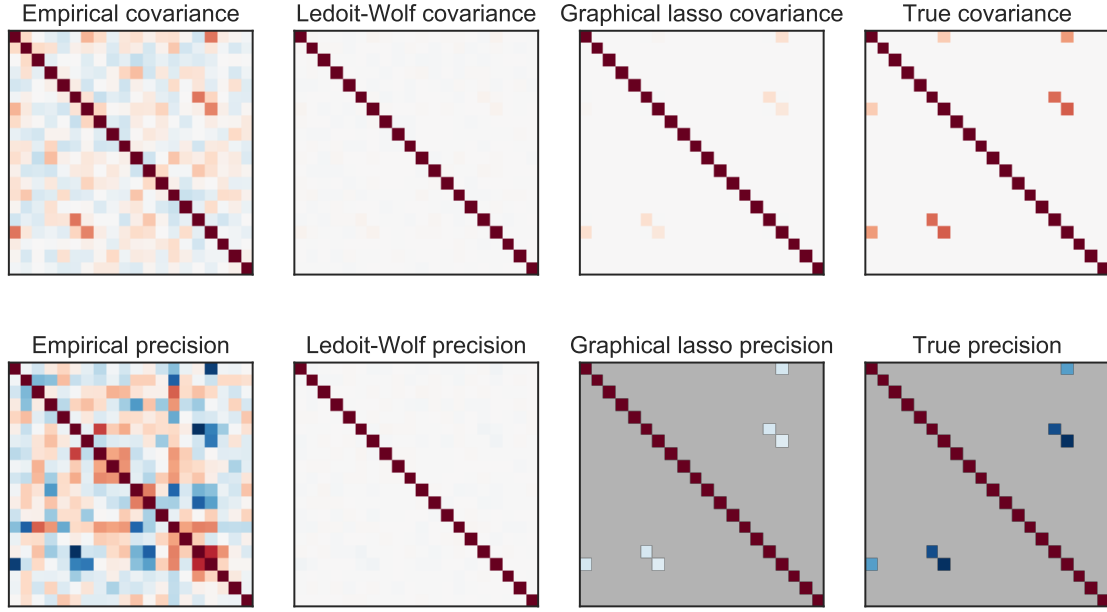 Empirical covariance
Ledoit-Wolf covariance
Graphical lasso covariance
True covariance
Empirical precision
Ledoit-Wolf precision
Graphical lasso precision
True precision